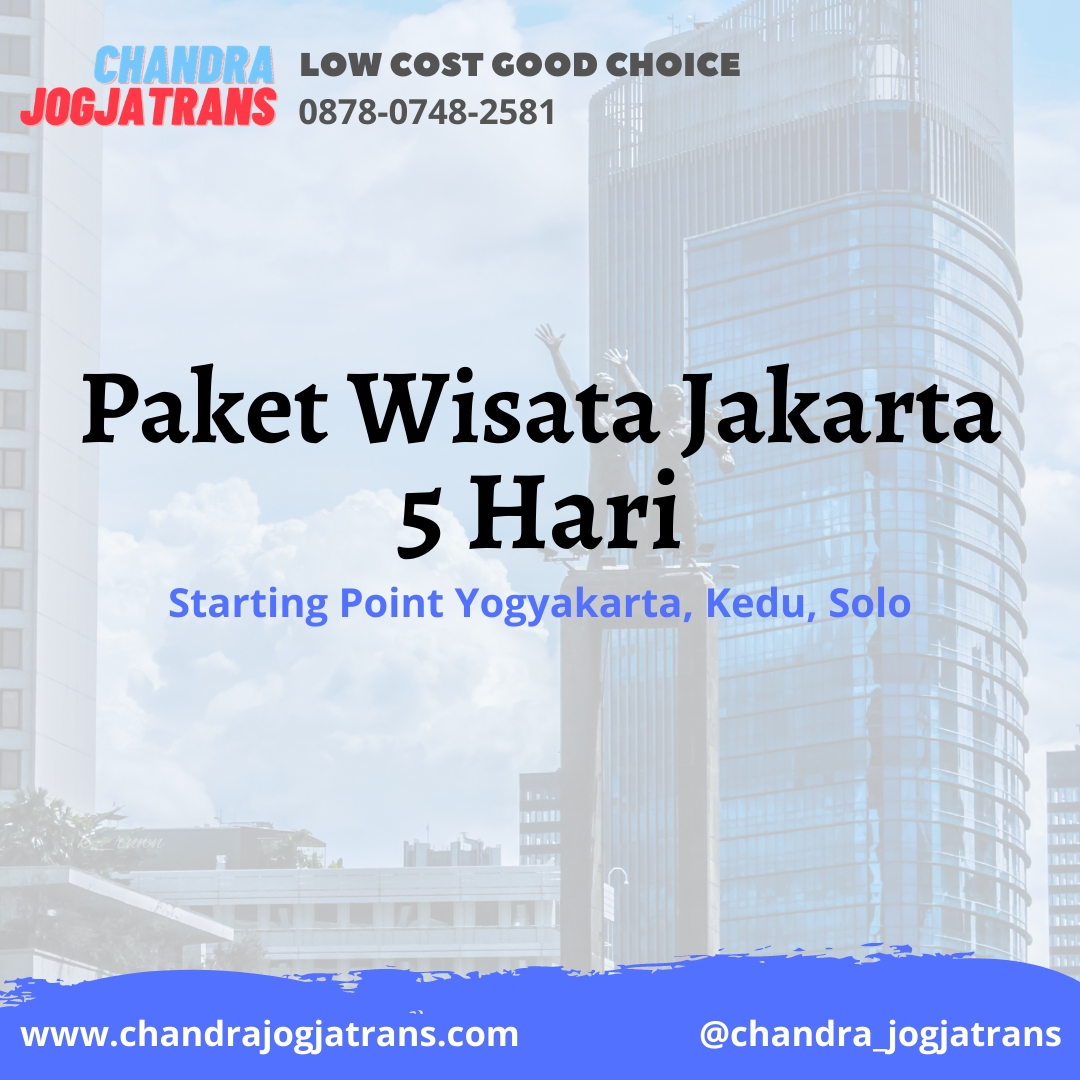 CHANDRA
JOGJATRANS
LOW COST GOOD CHOICE
0878-0748-2581
Paket Wisata Jakarta
5 Hari
Starting Point Yogyakarta, Kedu, Solo
www.chandrajogjatrans.com
@chandra_jogjatrans